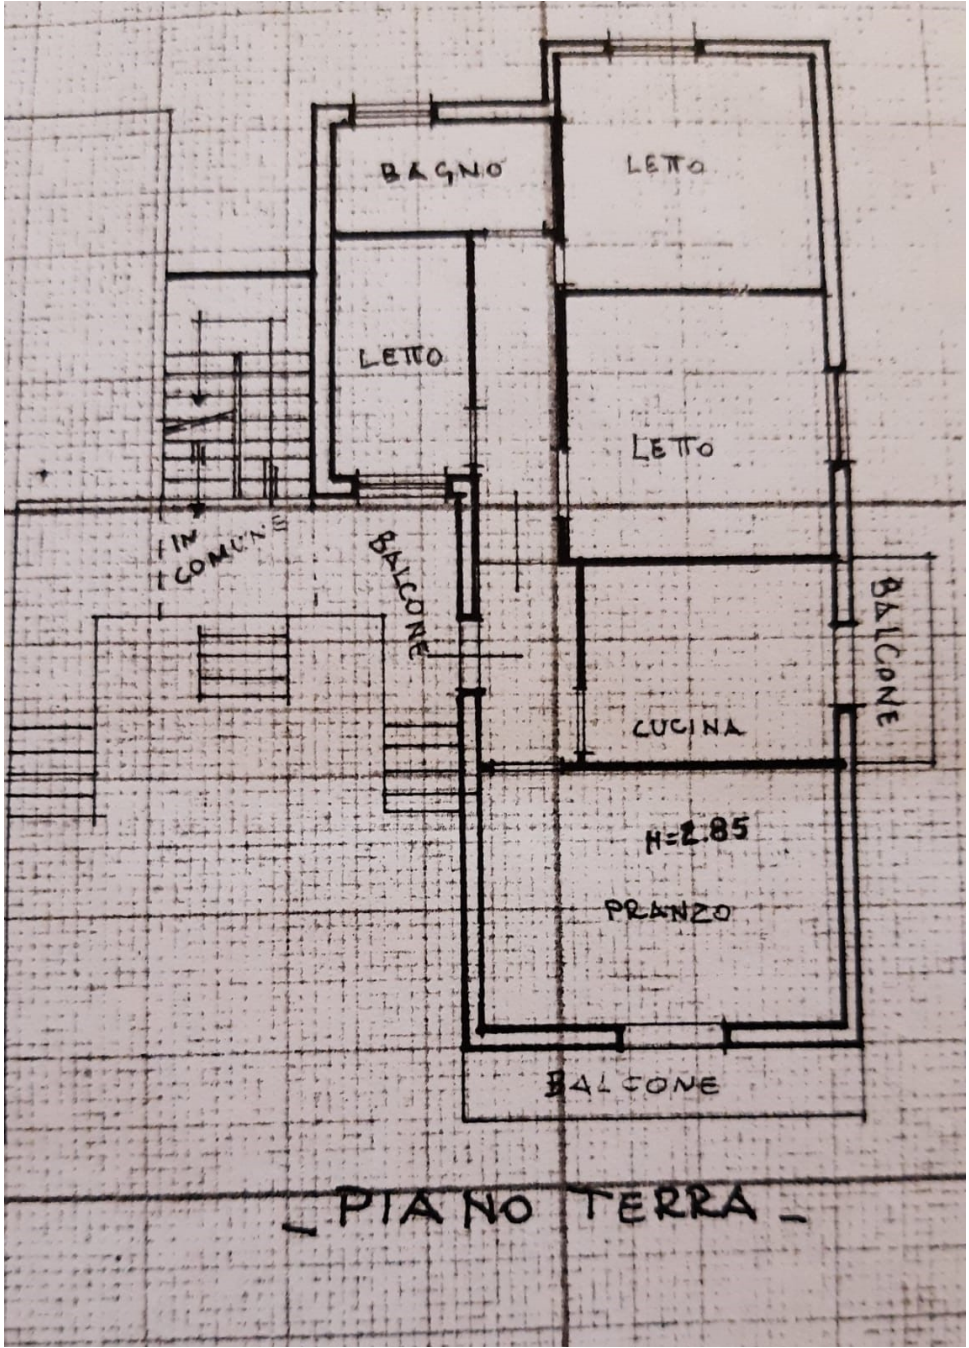 BAGNO
LETTO
LETTO
LETTO
IN
COMUNE
BALCONE
BALCONE
CUCINA
H=2.85
PRANZO
BALCONE
_ PIANO TERRA _